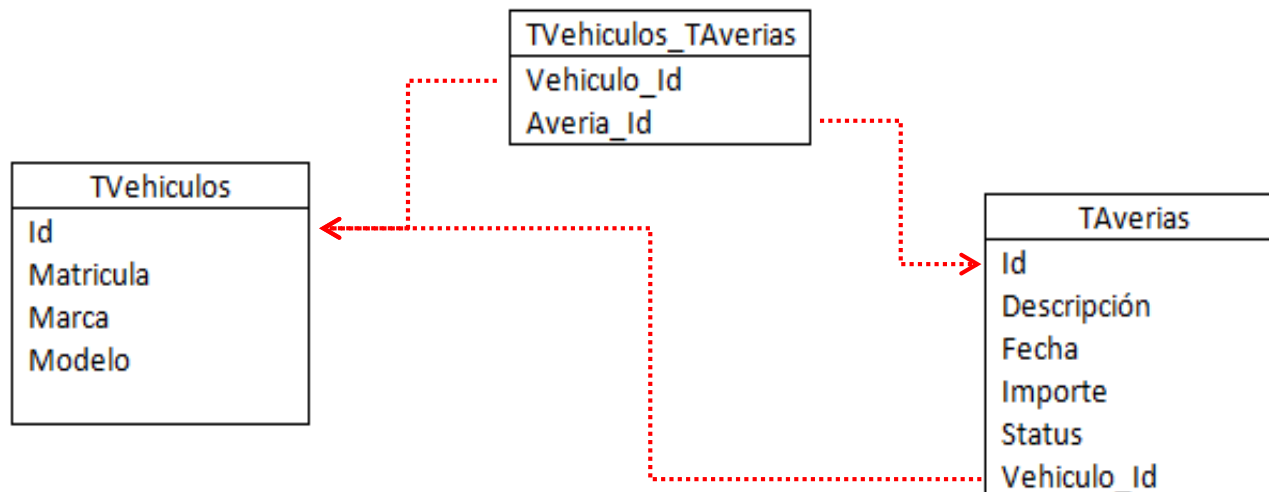 TVehiculos_TAverias
Vehiculo_Id
Averia_Id
TVehiculos
Id
Matricula
Marca
Modelo
TAverias
Id
Descripción
Fecha
Importe
Status
Vehiculo_Id